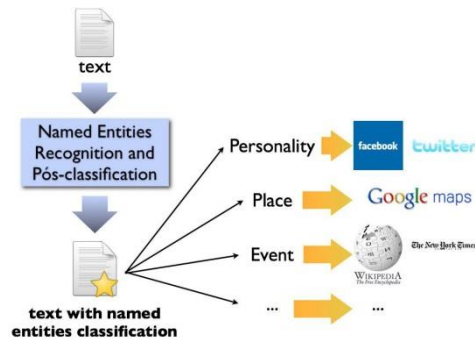 text
Named Entities
Recognition and
Pós-classification
text with named
entities classification
Personality
facebook
twitter
Place
Google maps
Event
WIKIPEDIA
The Free Encyclopedia
The New York Times
...
...